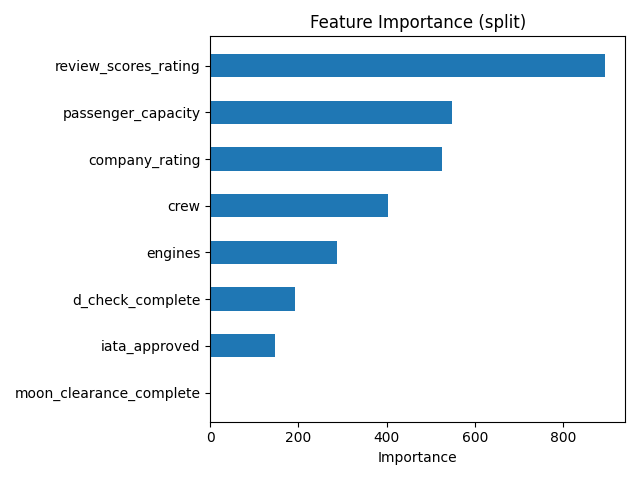 Feature Importance (split)
review_scores_rating
passenger_capacity
company_rating
crew
engines
d_check_complete
iata_approved
moon_clearance_complete
0 200 400 600 800
Importance